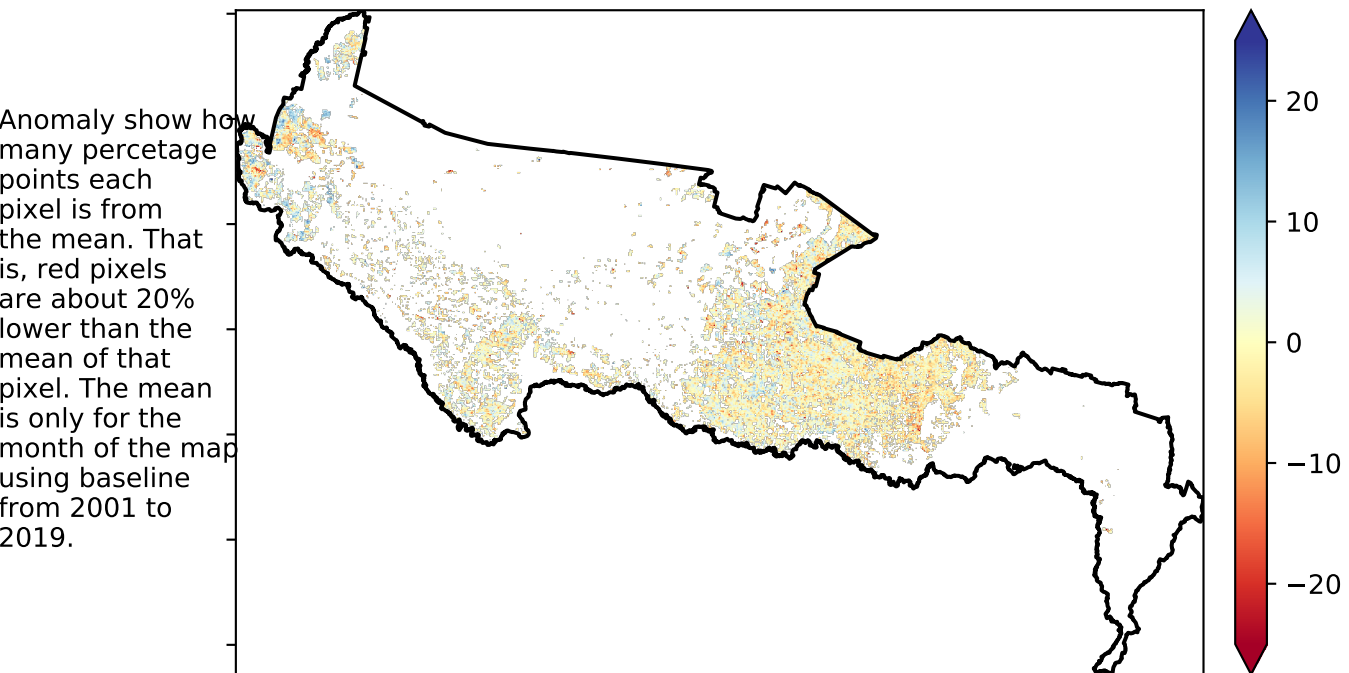 Anomaly show how
many percetage
points each
pixel is from
the mean. That
is, red pixels
are about 20%
lower than the
mean of that
pixel. The mean
is only for the
month of the map
using baseline
from 2001 to
2019.
20
10
0
−10
−20